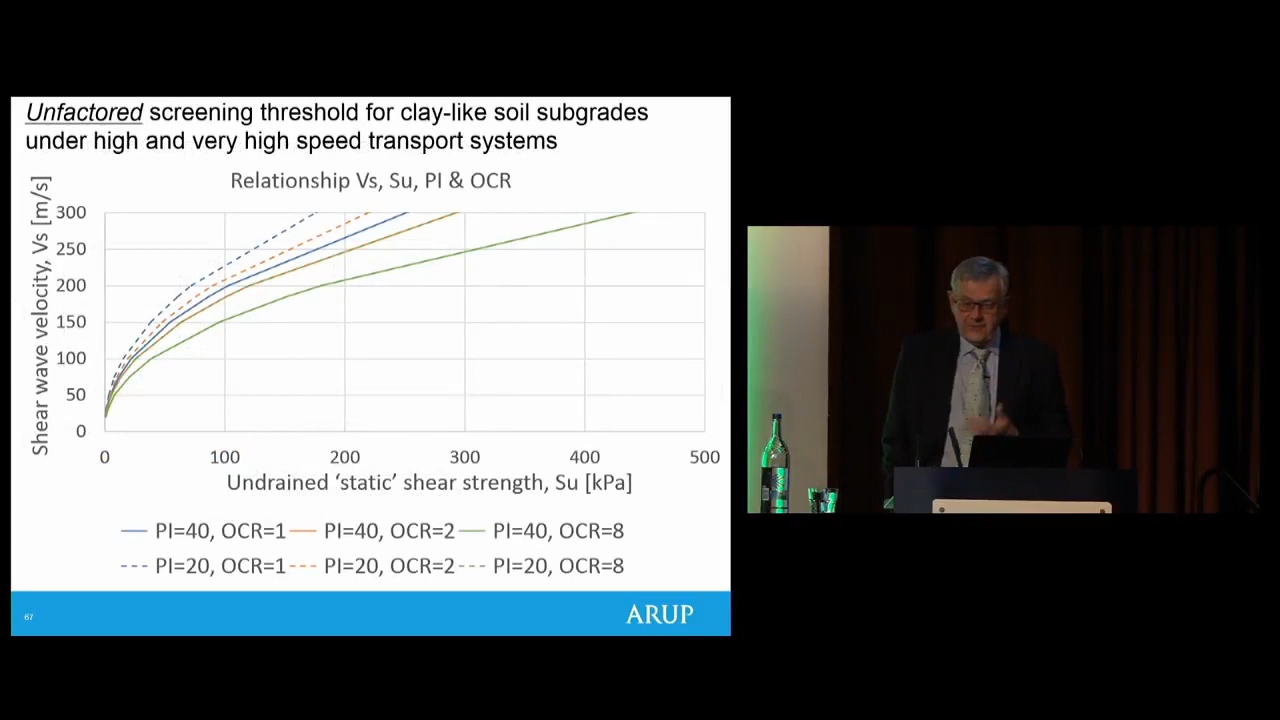 Unfactored screening threshold for clay-like soil subgrades
under high and very high speed transport systems
Relationship Vs, Su, PI & OCR
Shear wave velocity, Vs [m/s]
300
250
200
150
100
50
0
0 100 200 300 400 500
Undrained ‘static’ shear strength, Su [kPa]
PI=40, OCR=1 PI=40, OCR=2 PI=40, OCR=8
PI=20, OCR=1 PI=20, OCR=2 PI=20, OCR=8
67
ARUP